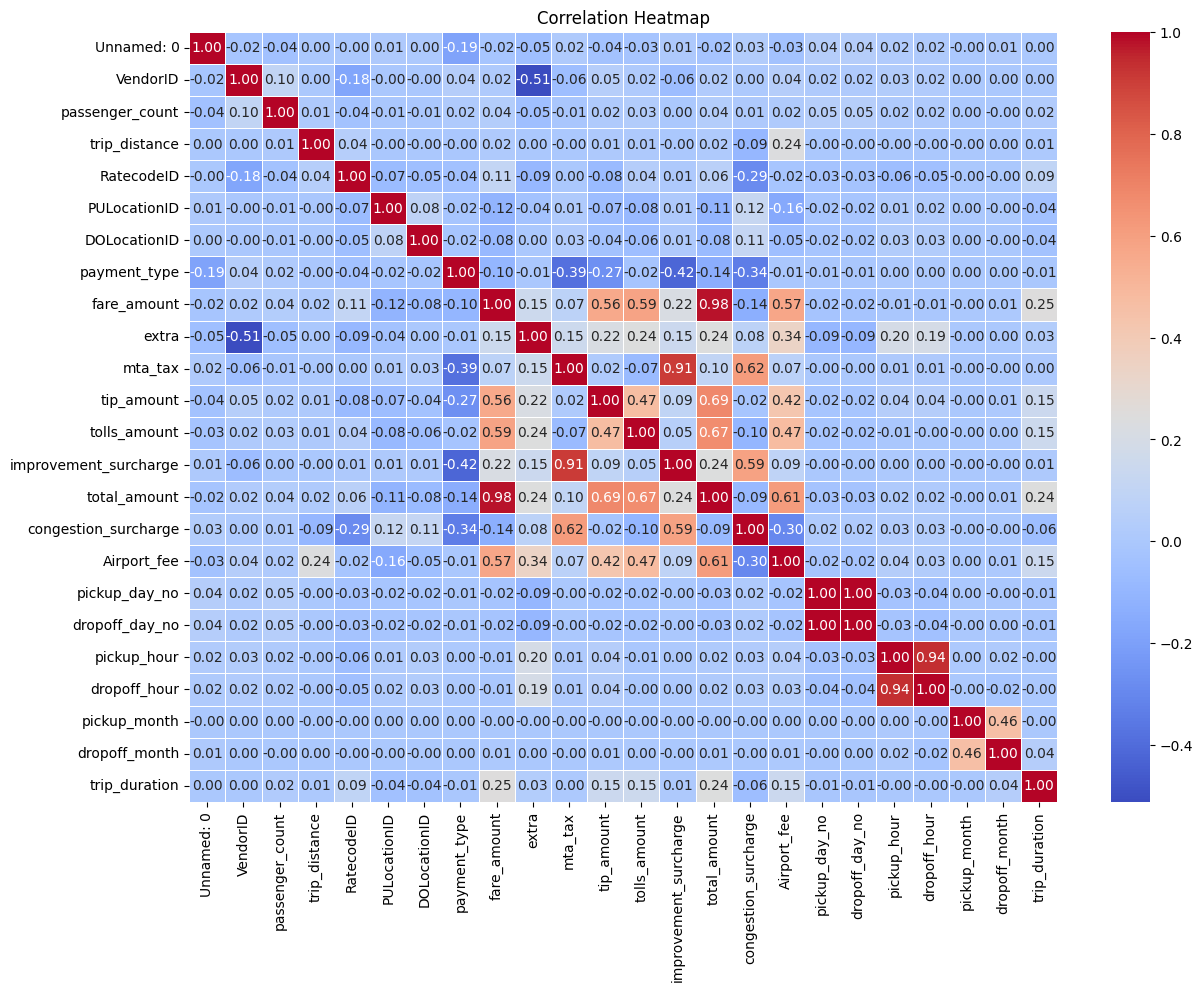 Correlation Heatmap
Unnamed: 0 1.00 -0.02 -0.04 0.00 -0.00 0.01 0.00 -0.19 -0.02 -0.05 0.02 -0.04 -0.03 0.01 -0.02 0.03 -0.03 0.04 0.04 0.02 0.02 -0.00 0.01 0.00
VendorID -0.02 1.00 0.10 0.00 -0.18 -0.00 -0.00 0.04 0.02 -0.51 -0.06 0.05 0.02 -0.06 0.02 0.00 0.04 0.02 0.02 0.03 0.02 0.00 0.00 0.00
passenger_count -0.04 0.10 1.00 0.01 -0.04 -0.01 -0.01 0.02 0.04 -0.05 -0.01 0.02 0.03 0.00 0.04 0.01 0.02 0.05 0.05 0.02 0.02 -0.00 -0.00 0.02
trip_distance 0.00 0.00 0.01 1.00 0.04 -0.00 -0.00 -0.00 0.02 0.00 -0.00 0.01 0.01 -0.00 0.02 -0.09 0.24 -0.00 -0.00 -0.00 -0.00 -0.00 -0.00 0.01
RatecodeID -0.00 -0.18 -0.04 0.04 1.00 -0.07 -0.05 -0.04 0.11 -0.09 0.00 -0.08 0.04 0.01 0.06 -0.29 -0.02 -0.03 -0.03 -0.06 -0.05 -0.00 -0.00 0.09
PULocationID 0.01 -0.00 -0.01 -0.00 -0.07 1.00 0.08 -0.02 -0.12 -0.04 0.01 -0.07 -0.08 0.01 -0.11 0.12 -0.16 -0.02 -0.02 0.01 0.02 -0.00 -0.00 -0.04
DOLocationID 0.00 -0.00 -0.01 -0.00 -0.05 0.08 1.00 -0.02 -0.08 0.00 0.03 -0.04 -0.06 0.01 -0.08 0.11 -0.05 -0.02 -0.02 0.03 0.03 -0.00 -0.00 -0.04
payment_type -0.19 0.04 0.02 -0.00 -0.04 -0.02 -0.02 1.00 -0.10 -0.01 -0.39 -0.27 -0.02 -0.42 -0.14 -0.34 -0.01 -0.01 -0.01 0.00 0.00 0.00 -0.00 -0.01
fare_amount -0.02 0.02 0.04 0.02 0.11 -0.12 -0.08 -0.10 1.00 0.15 0.07 0.56 0.59 0.22 0.98 -0.14 0.57 -0.02 -0.02 -0.01 -0.01 -0.00 0.01 0.25
extra -0.05 -0.51 -0.05 0.00 -0.09 -0.04 0.00 -0.01 0.15 1.00 0.15 0.22 0.24 0.15 0.24 0.08 0.34 -0.09 -0.09 0.20 0.19 -0.00 0.00 0.03
mta_tax 0.02 -0.06 -0.01 -0.00 0.00 0.01 0.03 -0.39 0.07 0.15 1.00 0.02 -0.07 0.91 0.10 0.62 0.07 -0.00 -0.00 0.01 0.01 -0.00 -0.00 0.00
tip_amount -0.04 0.05 0.02 0.01 -0.08 -0.07 -0.04 -0.27 0.56 0.22 0.02 1.00 0.47 0.09 0.69 -0.02 0.42 -0.02 -0.02 0.04 0.04 -0.00 0.01 0.15
tolls_amount -0.03 0.02 0.03 0.01 0.04 -0.08 -0.06 -0.02 0.59 0.24 -0.07 0.47 1.00 0.05 0.67 -0.10 0.47 -0.02 -0.02 -0.01 -0.00 -0.00 0.00 0.15
improvement_surcharge 0.01 -0.06 0.00 -0.00 0.01 0.01 0.01 -0.42 0.22 0.15 0.91 0.09 0.05 1.00 0.24 0.59 0.09 -0.00 -0.00 0.00 0.00 -0.00 0.00 0.01
total_amount -0.02 0.02 0.04 0.02 0.06 -0.11 -0.08 -0.14 0.98 0.24 0.10 0.69 0.67 0.24 1.00 -0.09 0.61 -0.03 -0.03 0.02 0.02 -0.00 0.01 0.24
congestion_surcharge 0.03 0.00 0.01 -0.09 -0.29 0.12 0.11 -0.34 -0.14 0.08 0.62 -0.02 -0.10 0.59 -0.09 1.00 -0.30 0.02 0.02 0.03 0.03 -0.00 -0.00 -0.06
Airport_fee -0.03 0.04 0.02 0.24 -0.02 -0.16 -0.05 -0.01 0.57 0.34 0.07 0.42 0.47 0.09 0.61 -0.30 1.00 -0.02 -0.02 0.04 0.03 -0.00 0.01 0.15
pickup_day_no 0.04 0.02 0.05 -0.00 -0.03 -0.02 -0.02 -0.01 -0.02 -0.09 -0.00 -0.02 -0.02 -0.00 -0.03 0.02 -0.02 1.00 1.00 -0.03 -0.04 0.00 -0.00 -0.01
dropoff_day_no 0.04 0.02 0.05 -0.00 -0.03 -0.02 -0.02 -0.01 -0.02 -0.09 -0.00 -0.02 -0.02 -0.00 -0.03 0.02 -0.02 1.00 1.00 -0.03 -0.04 -0.00 0.00 -0.01
pickup_hour 0.02 0.03 0.02 -0.00 -0.06 0.01 0.03 0.00 -0.01 0.20 0.01 0.04 -0.01 0.00 0.02 0.03 0.04 -0.03 -0.03 1.00 0.94 0.00 0.02 -0.00
dropoff_hour 0.02 0.02 0.02 -0.00 -0.05 0.02 0.03 0.00 -0.01 0.19 0.01 0.04 -0.00 0.00 0.02 0.03 0.03 -0.04 -0.04 0.94 1.00 -0.00 -0.02 -0.00
pickup_month -0.00 0.00 -0.00 -0.00 -0.00 -0.00 -0.00 0.00 -0.00 -0.00 -0.00 -0.00 -0.00 -0.00 -0.00 -0.00 -0.00 0.00 -0.00 0.00 -0.00 1.00 0.46 -0.00
dropoff_month 0.01 0.00 -0.00 -0.00 -0.00 -0.00 -0.00 -0.00 0.01 0.00 -0.00 0.01 0.00 0.00 0.01 -0.00 0.01 -0.00 0.00 0.02 -0.02 0.46 1.00 0.04
trip_duration 0.00 0.00 0.02 0.01 0.09 -0.04 -0.04 -0.01 0.25 0.03 0.00 0.15 0.15 0.01 0.24 -0.06 0.15 -0.01 -0.01 -0.00 -0.00 -0.00 0.04 1.00
Unnamed: 0
VendorID
passenger_count
trip_distance
RatecodeID
PULocationID
DOLocationID
payment_type
fare_amount
extra
mta_tax
tip_amount
tolls_amount
improvement_surcharge
total_amount
congestion_surcharge
Airport_fee
pickup_day_no
dropoff_day_no
pickup_hour
dropoff_hour
pickup_month
dropoff_month
trip_duration
1.0
0.8
0.6
0.4
0.2
0.0
-0.2
-0.4